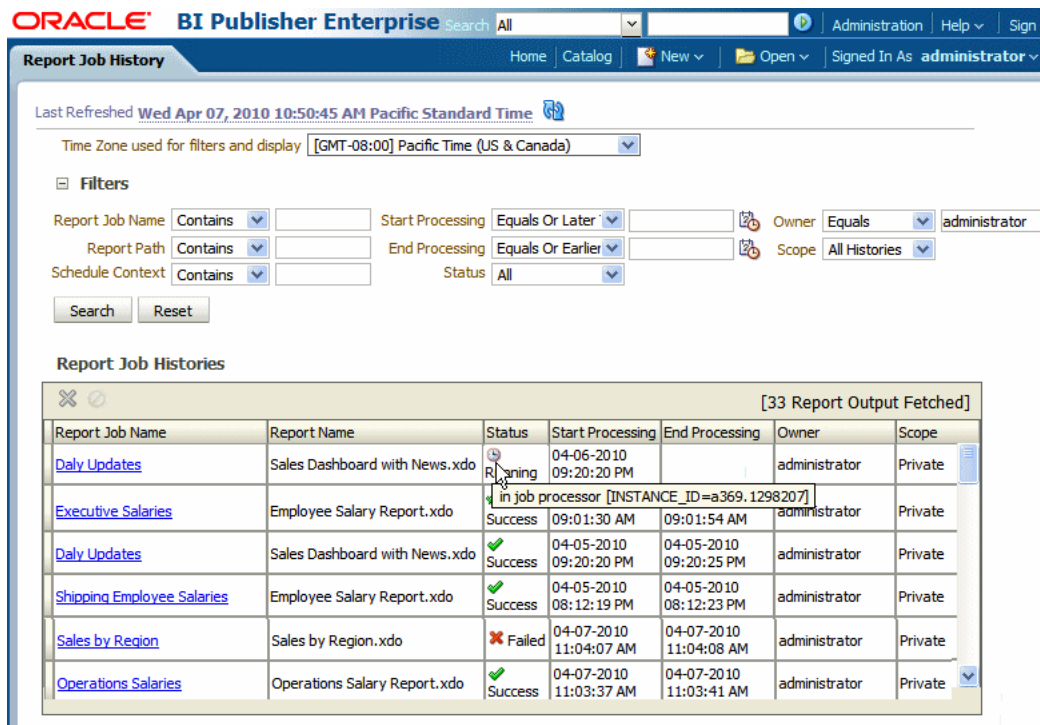 ORACLE BI Publisher Enterprise Search All Administration Help Sign
Report Job History Home Catalog New Open Signed In As administrator
Last Refreshed Wed Apr 07, 2010 10:50:45 AM Pacific Standard Time
Time Zone used for filters and display [GMT-08:00] Pacific Time (US & Canada)
Filters
Report Job Name Contains Start Processing Equals Or Later Owner Equals administrator
Report Path Contains End Processing Equals Or Earlier Scope All Histories
Schedule Context Contains Status All
Search Reset
Report Job Histories
[33 Report Output Fetched]
Report Job Name Report Name Status Start Processing End Processing Owner Scope
Daly Updates Sales Dashboard with News.xdo Running 04-06-2010 09:20:20 PM administrator Private
in job processor [INSTANCE_ID=a369.1298207]
Executive Salaries Employee Salary Report.xdo Success 09:01:30 AM 09:01:54 AM administrator Private
Daly Updates Sales Dashboard with News.xdo Success 04-05-2010 09:20:20 PM 04-05-2010 09:20:25 PM administrator Private
Shipping Employee Salaries Employee Salary Report.xdo Success 04-05-2010 08:12:19 PM 04-05-2010 08:12:23 PM administrator Private
Sales by Region Sales by Region.xdo Failed 04-07-2010 11:04:07 AM 04-07-2010 11:04:08 AM administrator Private
Operations Salaries Operations Salary Report.xdo Success 04-07-2010 11:03:37 AM 04-07-2010 11:03:41 AM administrator Private